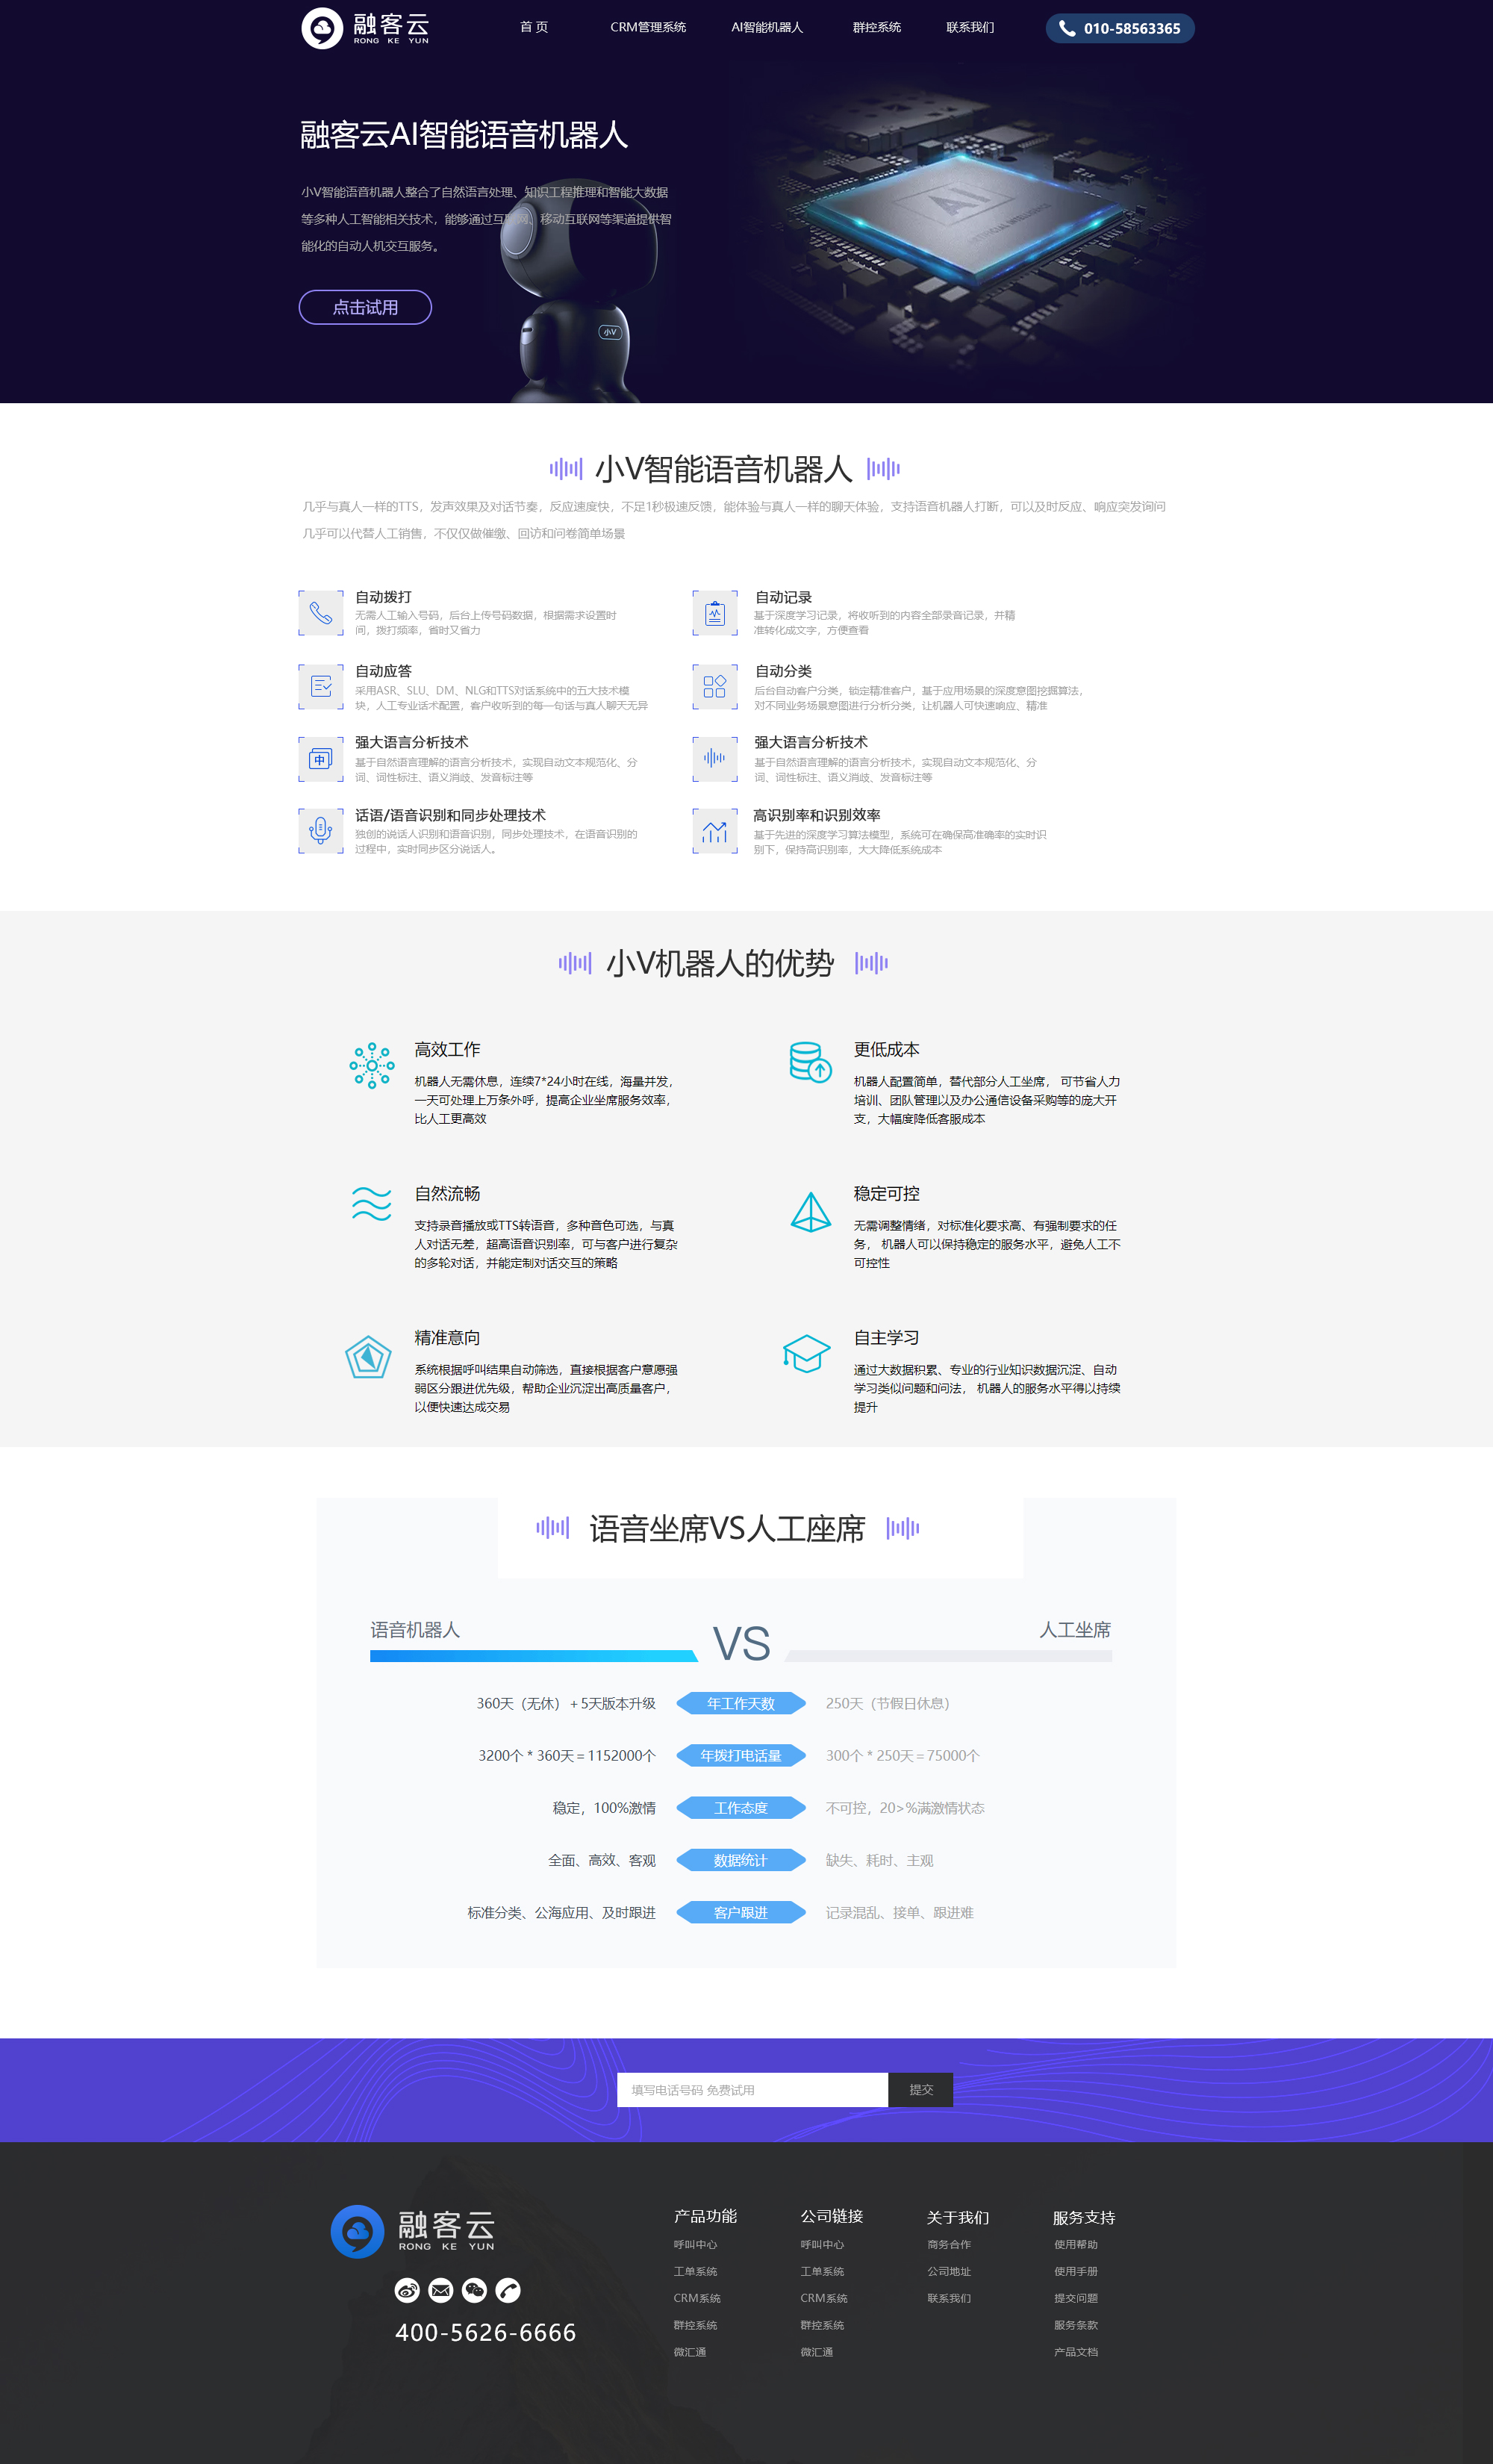 融客云
RONG KE YUN
首 页
CRM管理系统
AI智能机器人
群控系统
联系我们
010-58563365
融客云AI智能语音机器人
小V智能语音机器人整合了自然语言处理、知识工程推理和智能大数据
等多种人工智能相关技术，能够通过互联网、移动互联网等渠道提供智
能化的自动人机交互服务。
点击试用
小V
AI
小V智能语音机器人
几乎与真人一样的TTS，发声效果及对话节奏，反应速度快，不足1秒极速反馈，能体验与真人一样的聊天体验，支持语音机器人打断，可以及时反应、响应突发询问
几乎可以代替人工销售，不仅仅做催缴、回访和问卷简单场景
自动拨打
无需人工输入号码，后台上传号码数据，根据需求设置时
间，拨打频率，省时又省力
自动记录
基于深度学习记录，将收听到的内容全部录音记录，并精
准转化成文字，方便查看
自动应答
采用ASR、SLU、DM、NLG和TTS对话系统中的五大技术模
块，人工专业话术配置，客户收听到的每一句话与真人聊天无异
自动分类
后台自动客户分类，锁定精准客户，基于应用场景的深度意图挖掘算法，
对不同业务场景意图进行分析分类，让机器人可快速响应、精准
中
强大语言分析技术
基于自然语言理解的语言分析技术，实现自动文本规范化、分
词、词性标注、语义消歧、发音标注等
强大语言分析技术
基于自然语言理解的语言分析技术，实现自动文本规范化、分
词、词性标注、语义消歧、发音标注等
话语/语音识别和同步处理技术
独创的说话人识别和语音识别，同步处理技术，在语音识别的
过程中，实时同步区分说话人。
高识别率和识别效率
基于先进的深度学习算法模型，系统可在确保高准确率的实时识
别下，保持高识别率，大大降低系统成本
小V机器人的优势
高效工作
机器人无需休息，连续7*24小时在线，海量并发，
一天可处理上万条外呼，提高企业坐席服务效率，
比人工更高效
更低成本
机器人配置简单，替代部分人工坐席， 可节省人力
培训、团队管理以及办公通信设备采购等的庞大开
支，大幅度降低客服成本
自然流畅
支持录音播放或TTS转语音，多种音色可选，与真
人对话无差，超高语音识别率，可与客户进行复杂
的多轮对话，并能定制对话交互的策略
稳定可控
无需调整情绪，对标准化要求高、有强制要求的任
务， 机器人可以保持稳定的服务水平，避免人工不
可控性
精准意向
系统根据呼叫结果自动筛选，直接根据客户意愿强
弱区分跟进优先级，帮助企业沉淀出高质量客户，
以便快速达成交易
自主学习
通过大数据积累、专业的行业知识数据沉淀、自动
学习类似问题和问法， 机器人的服务水平得以持续
提升
语音坐席VS人工座席
语音机器人
VS
人工坐席
360天（无休）+ 5天版本升级
年工作天数
250天（节假日休息）
3200个 * 360天 = 1152000个
年拨打电话量
300个 * 250天 = 75000个
稳定，100%激情
工作态度
不可控，20>%满激情状态
全面、高效、客观
数据统计
缺失、耗时、主观
标准分类、公海应用、及时跟进
客户跟进
记录混乱、接单、跟进难
填写电话号码 免费试用
提交
融客云
RONG KE YUN
400-5626-6666
产品功能
呼叫中心
工单系统
CRM系统
群控系统
微汇通
公司链接
呼叫中心
工单系统
CRM系统
群控系统
微汇通
关于我们
商务合作
公司地址
联系我们
服务支持
使用帮助
使用手册
提交问题
服务条款
产品文档